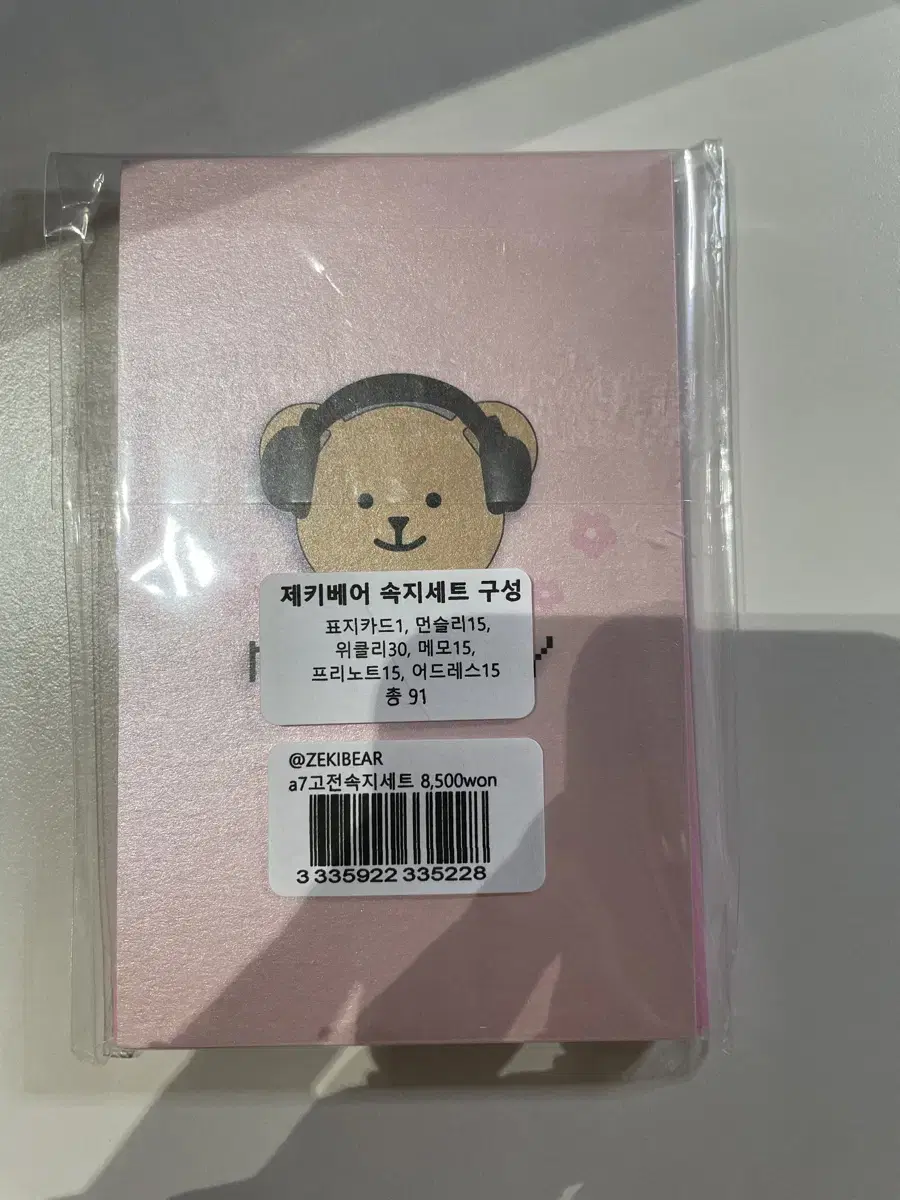 제키베어 속지세트 구성
표지카드1, 먼슬리15,
위클리30, 메모15,
프리노트15, 어드레스15
총 91
@ZEKIBEAR
a7고전속지세트 8,500won
3 335922 335228